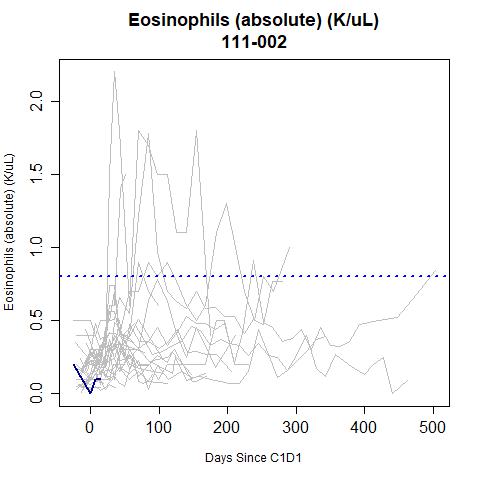 Eosinophils (absolute) (K/uL)
111-002
Eosinophils (absolute) (K/uL)
2.0
1.5
1.0
0.5
0.0
0 100 200 300 400 500
Days Since C1D1